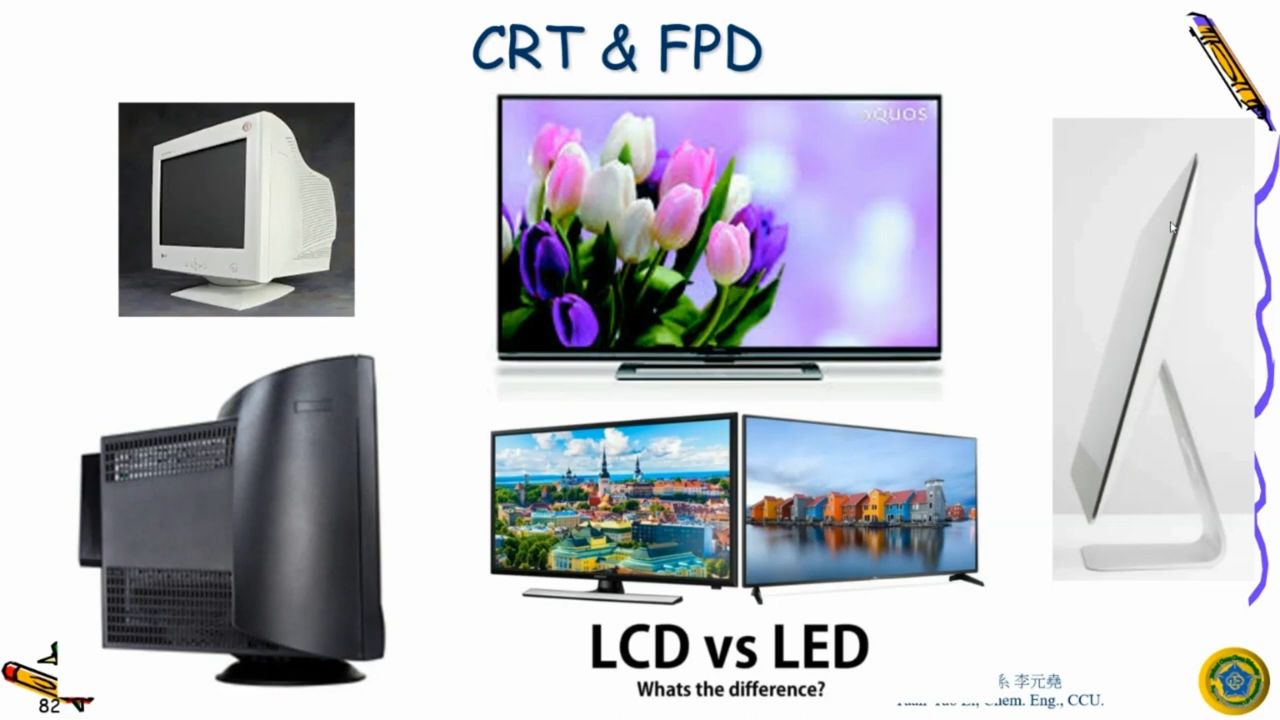 CRT & FPD
AQUOS
LCD vs LED
Whats the difference?
系 李元堯
Chem. Eng., CCU.
82